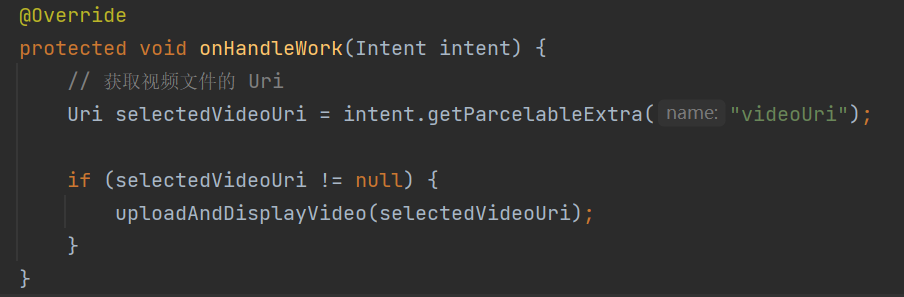 @Override
protected void onHandleWork(Intent intent) {
// 获取视频文件的 Uri
Uri selectedVideoUri = intent.getParcelableExtra( name: "videoUri");
if (selectedVideoUri != null) {
uploadAndDisplayVideo(selectedVideoUri);
}
}